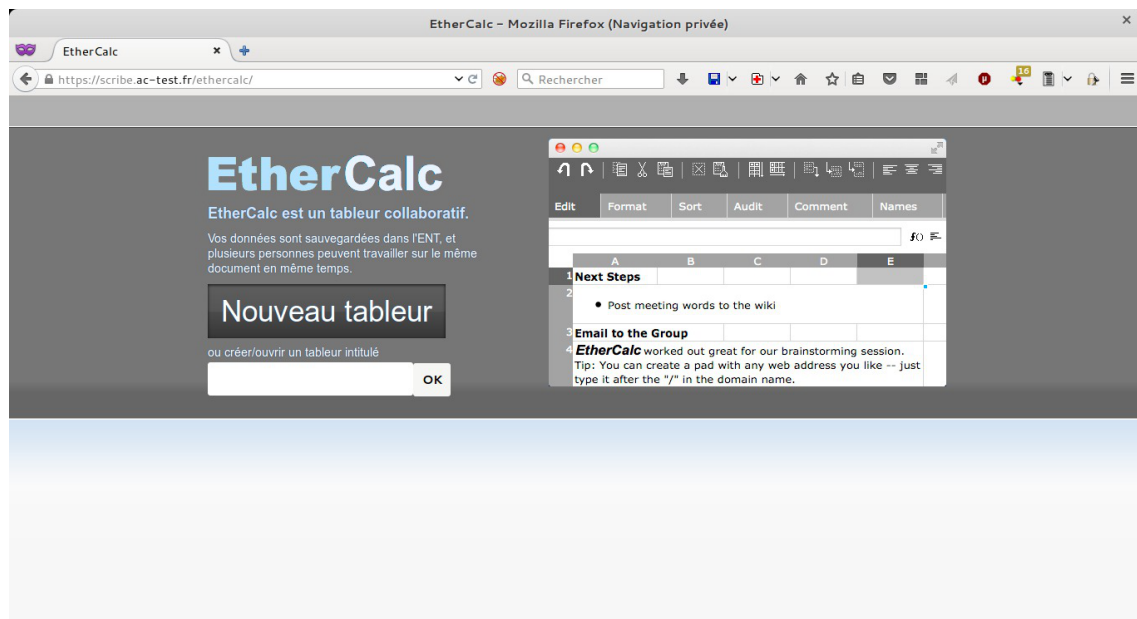 EtherCalc - Mozilla Firefox (Navigation privée)
EtherCalc
https://scribe.ac-test.fr/ethercalc/
Rechercher
16
EtherCalc
EtherCalc est un tableur collaboratif.
Vos données sont sauvegardées dans l'ENT, et
plusieurs personnes peuvent travailler sur le même
document en même temps.
Nouveau tableur
ou créer/ouvrir un tableur intitulé
OK
Edit Format Sort Audit Comment Names
f()
A B C D E
1 Next Steps
2
• Post meeting words to the wiki
3 Email to the Group
4 EtherCalc worked out great for our brainstorming session.
Tip: You can create a pad with any web address you like -- just
type it after the "/" in the domain name.